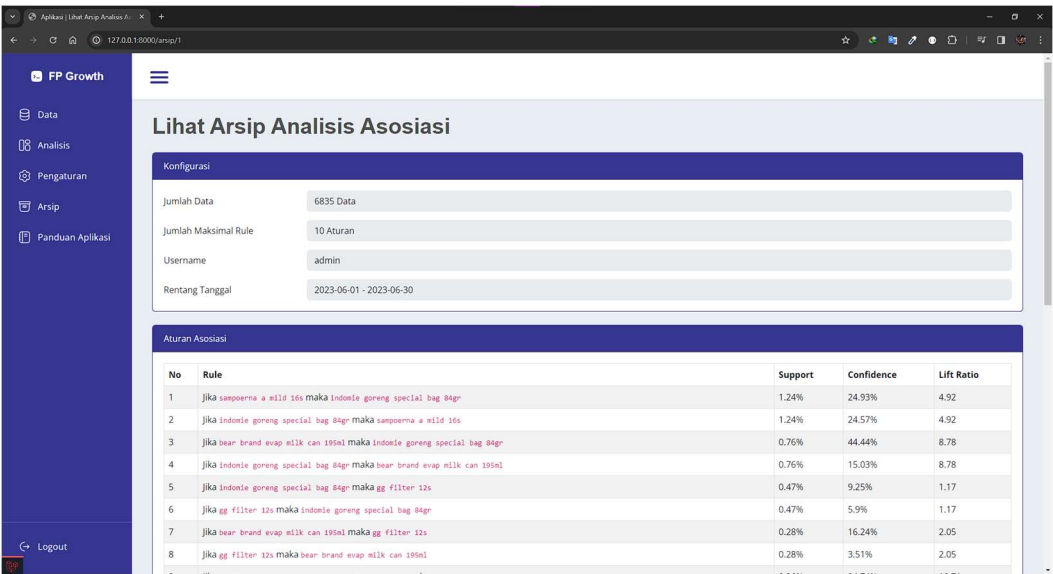 Aplikasi | Lihat Arsip Analisis As
127.0.0.1:8000/arsip/1
FP Growth
Data
Analisis
Pengaturan
Arsip
Panduan Aplikasi
Logout
Lihat Arsip Analisis Asosiasi
Konfigurasi
Jumlah Data 6835 Data
Jumlah Maksimal Rule 10 Aturan
Username admin
Rentang Tanggal 2023-06-01 - 2023-06-30
Aturan Asosiasi
No Rule Support Confidence Lift Ratio
1 Jika sampoerna a mild 16s maka indomie goreng special bag 84gr 1.24% 24.93% 4.92
2 Jika indomie goreng special bag 84gr maka sampoerna a mild 16s 1.24% 24.57% 4.92
3 Jika bear brand evap milk can 195ml maka indomie goreng special bag 84gr 0.76% 44.44% 8.78
4 Jika indomie goreng special bag 84gr maka bear brand evap milk can 195ml 0.76% 15.03% 8.78
5 Jika indomie goreng special bag 84gr maka gg filter 12s 0.47% 9.25% 1.17
6 Jika gg filter 12s maka indomie goreng special bag 84gr 0.47% 5.9% 1.17
7 Jika bear brand evap milk can 195ml maka gg filter 12s 0.28% 16.24% 2.05
8 Jika gg filter 12s maka bear brand evap milk can 195ml 0.28% 3.51% 2.05